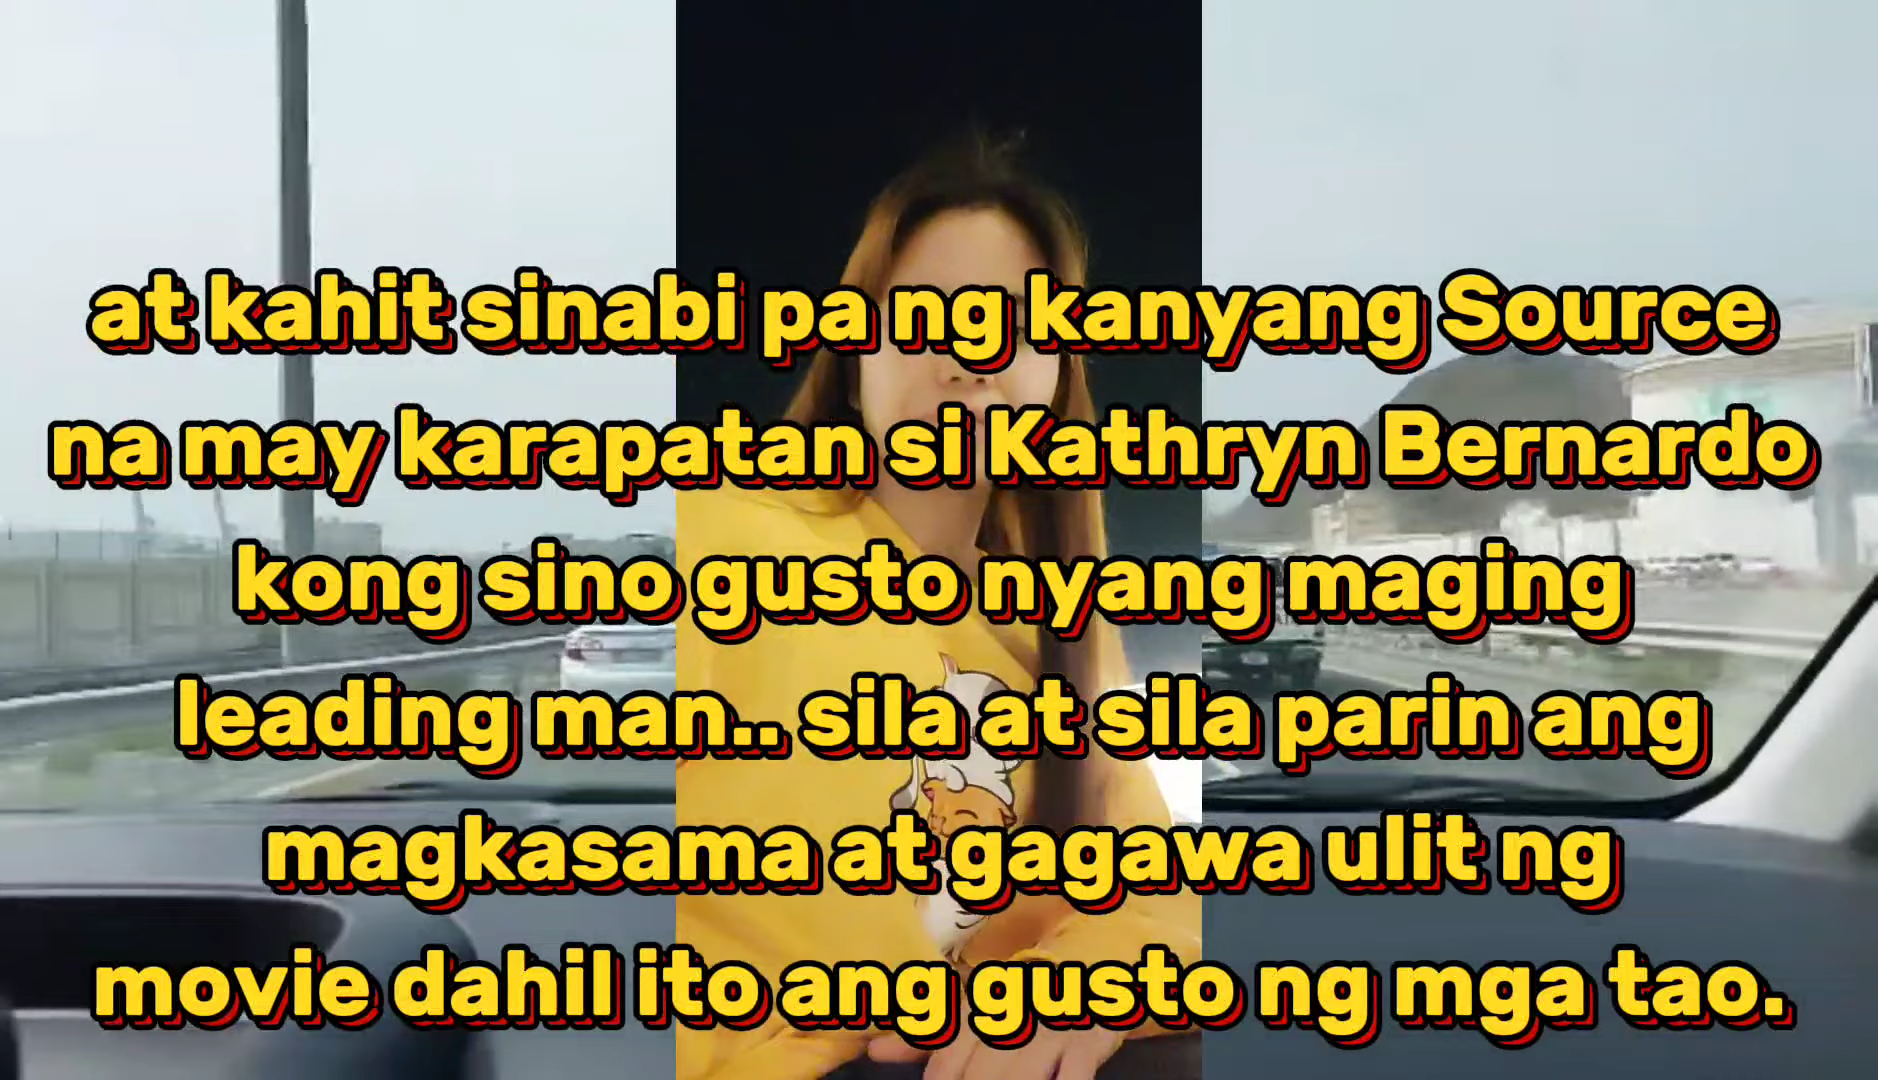 at kahit sinabi pa ng kanyang Source
na may karapatan si Kathryn Bernardo
kong sino gusto nyang maging
leading man.. sila at sila parin ang
magkasama at gagawa ulit ng
movie dahil ito ang gusto ng mga tao.